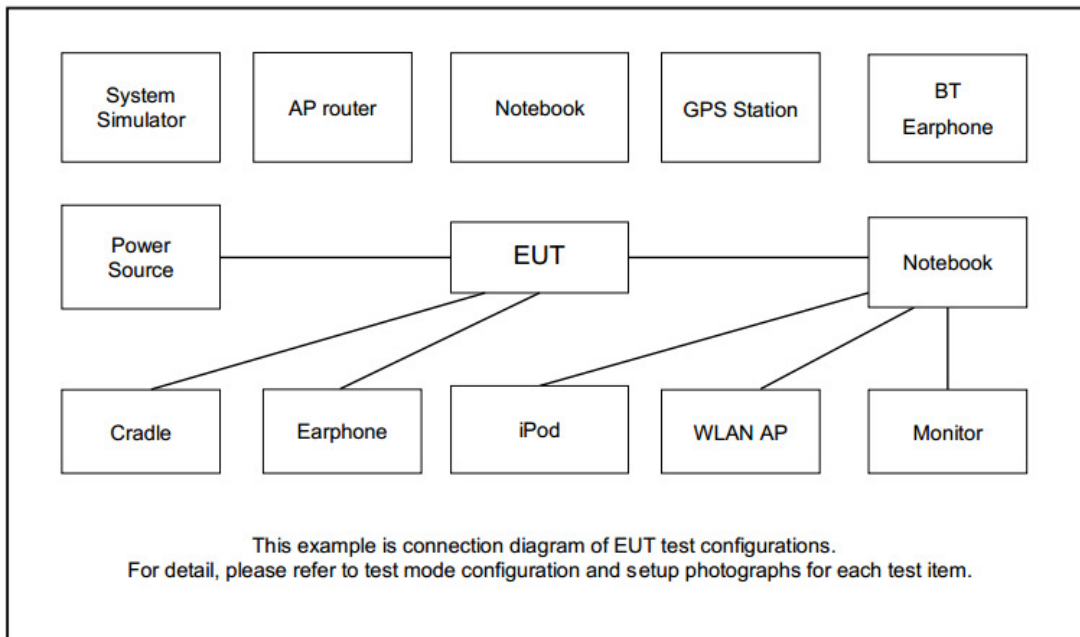 System
Simulator
AP router
Notebook
GPS Station
BT
Earphone
Power
Source
EUT
Notebook
Cradle
Earphone
iPod
WLAN AP
Monitor
This example is connection diagram of EUT test configurations.
For detail, please refer to test mode configuration and setup photographs for each test item.